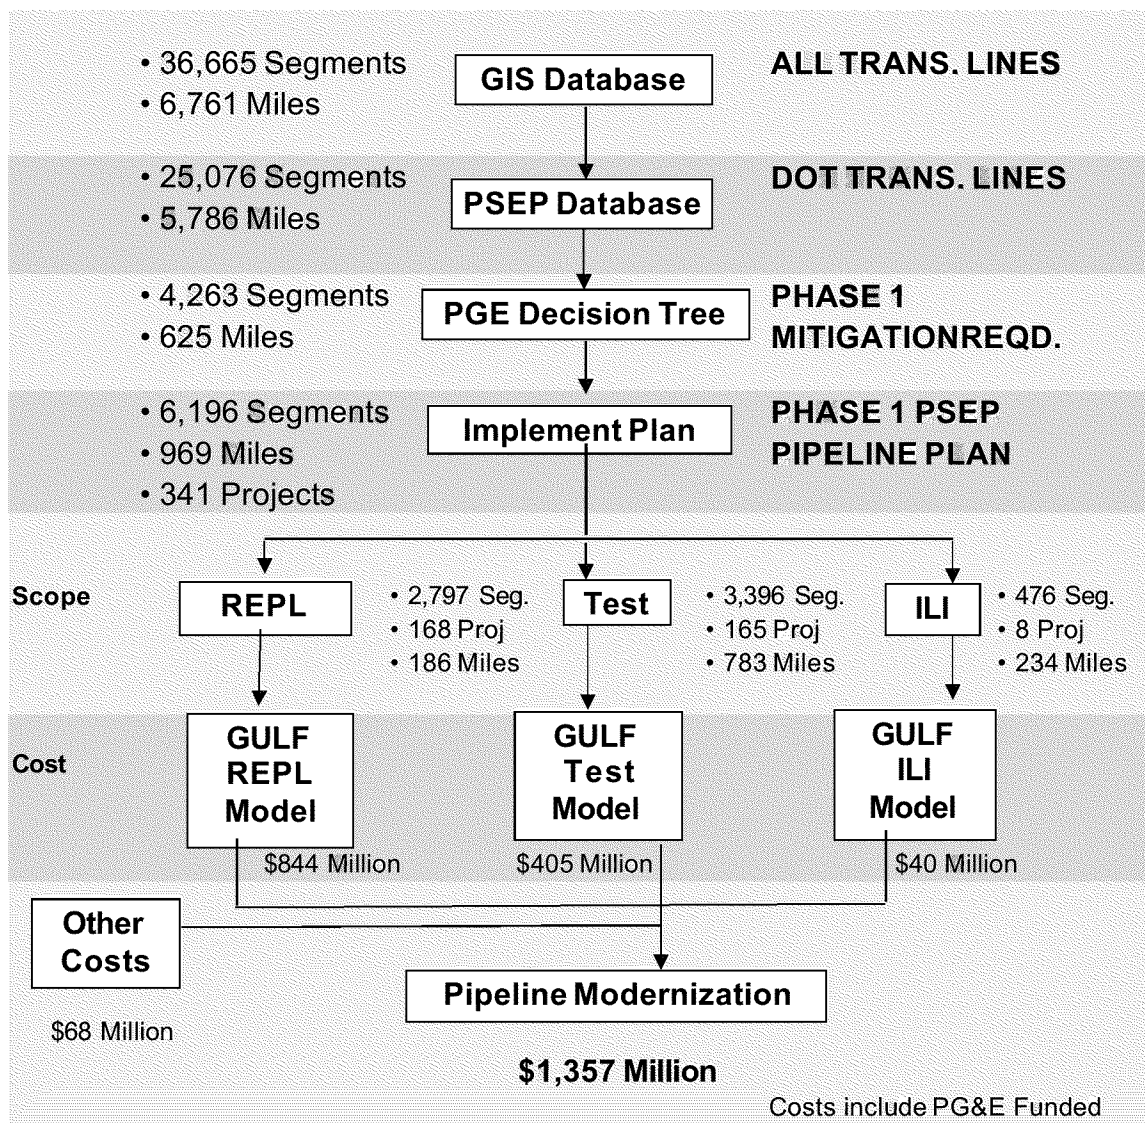 • 36,665 Segments
• 6,761 Miles
GIS Database
ALL TRANS. LINES
• 25,076 Segments
• 5,786 Miles
PSEP Database
DOT TRANS. LINES
• 4,263 Segments
• 625 Miles
PGE Decision Tree
PHASE 1
MITIGATIONREQD.
• 6,196 Segments
• 969 Miles
• 341 Projects
Implement Plan
PHASE 1 PSEP
PIPELINE PLAN
Scope
REPL
• 2,797 Seg.
• 168 Proj
• 186 Miles
Test
• 3,396 Seg.
• 165 Proj
• 783 Miles
ILI
• 476 Seg.
• 8 Proj
• 234 Miles
Cost
GULF
REPL
Model
$844 Million
GULF
Test
Model
$405 Million
GULF
ILI
Model
$40 Million
Other
Costs
$68 Million
Pipeline Modernization
$1,357 Million
Costs include PG&E Funded